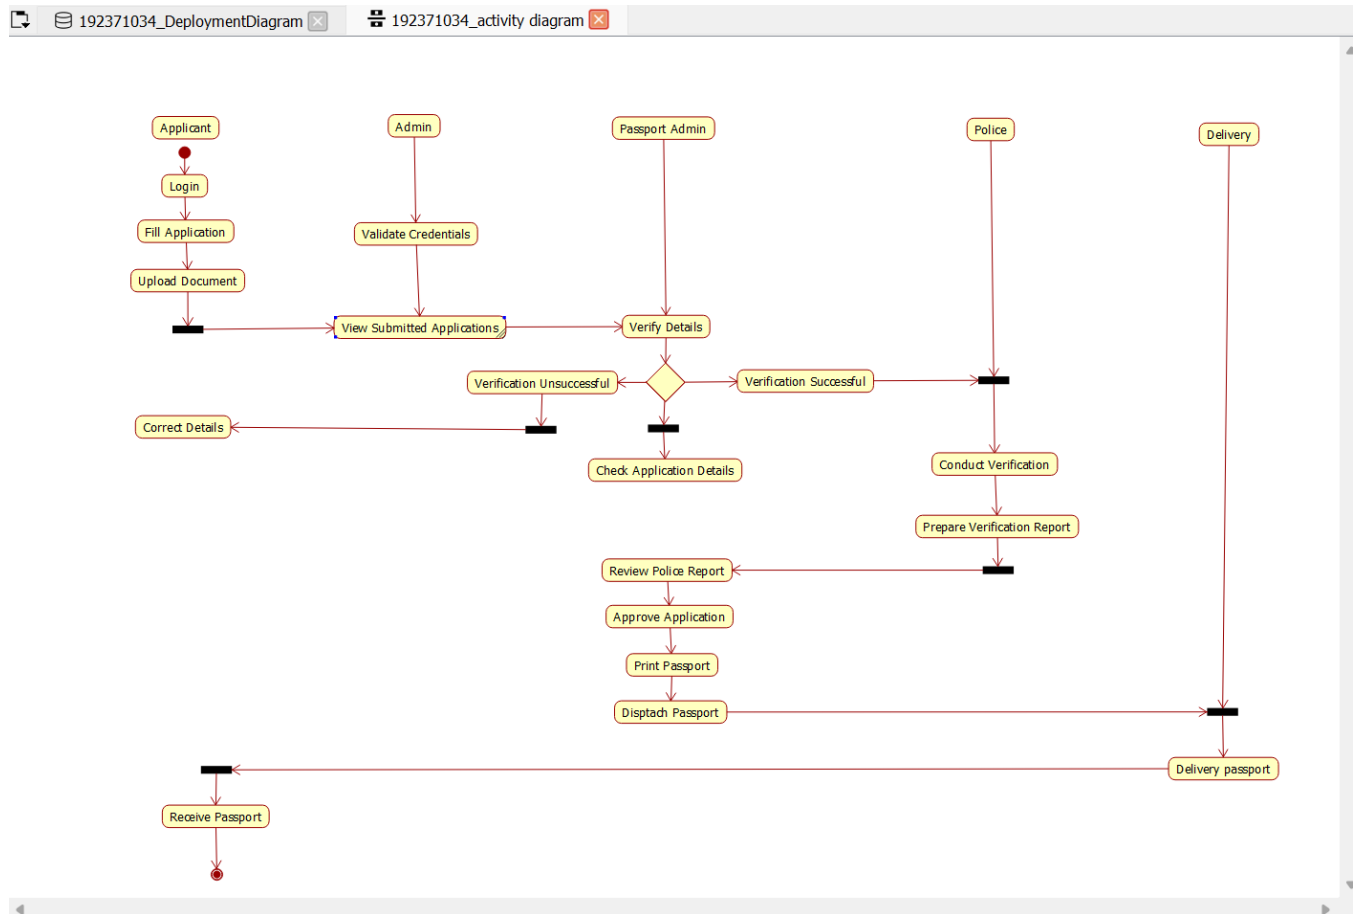 192371034_DeploymentDiagram
192371034_activity diagram
Applicant
Admin
Passport Admin
Police
Delivery
Login
Fill Application
Validate Credentials
Upload Document
View Submitted Applications
Verify Details
Verification Unsuccessful
Verification Successful
Correct Details
Check Application Details
Conduct Verification
Prepare Verification Report
Review Police Report
Approve Application
Print Passport
Disptach Passport
Delivery passport
Receive Passport